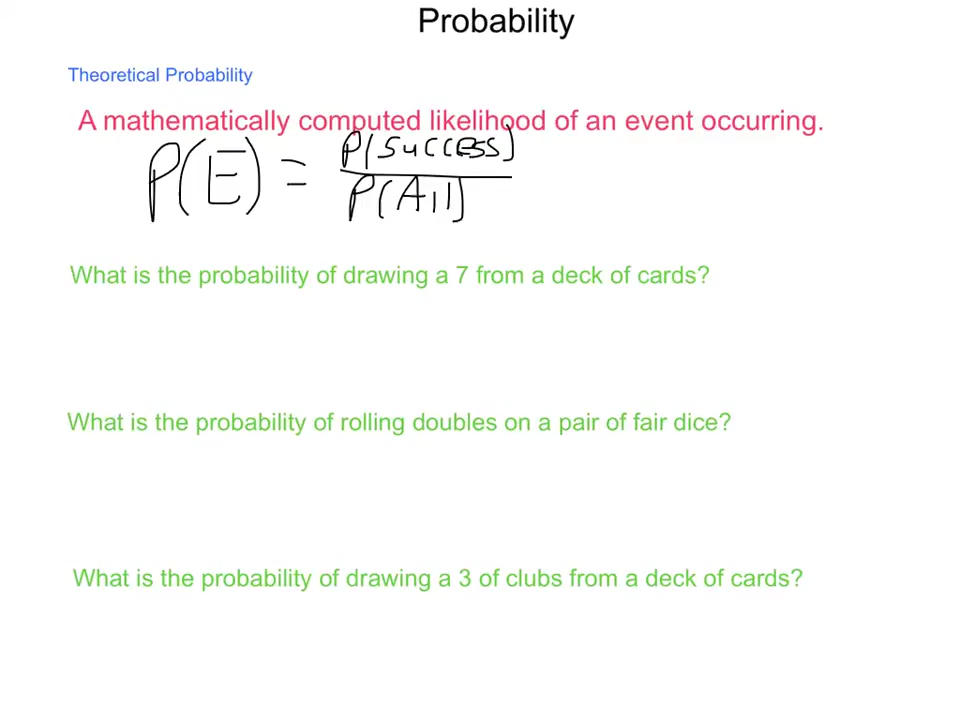 Probability
Theoretical Probability
A mathematically computed likelihood of an event occurring.
P(E) = P(SUCCESS)
P(All)
What is the probability of drawing a 7 from a deck of cards?
What is the probability of rolling doubles on a pair of fair dice?
What is the probability of drawing a 3 of clubs from a deck of cards?